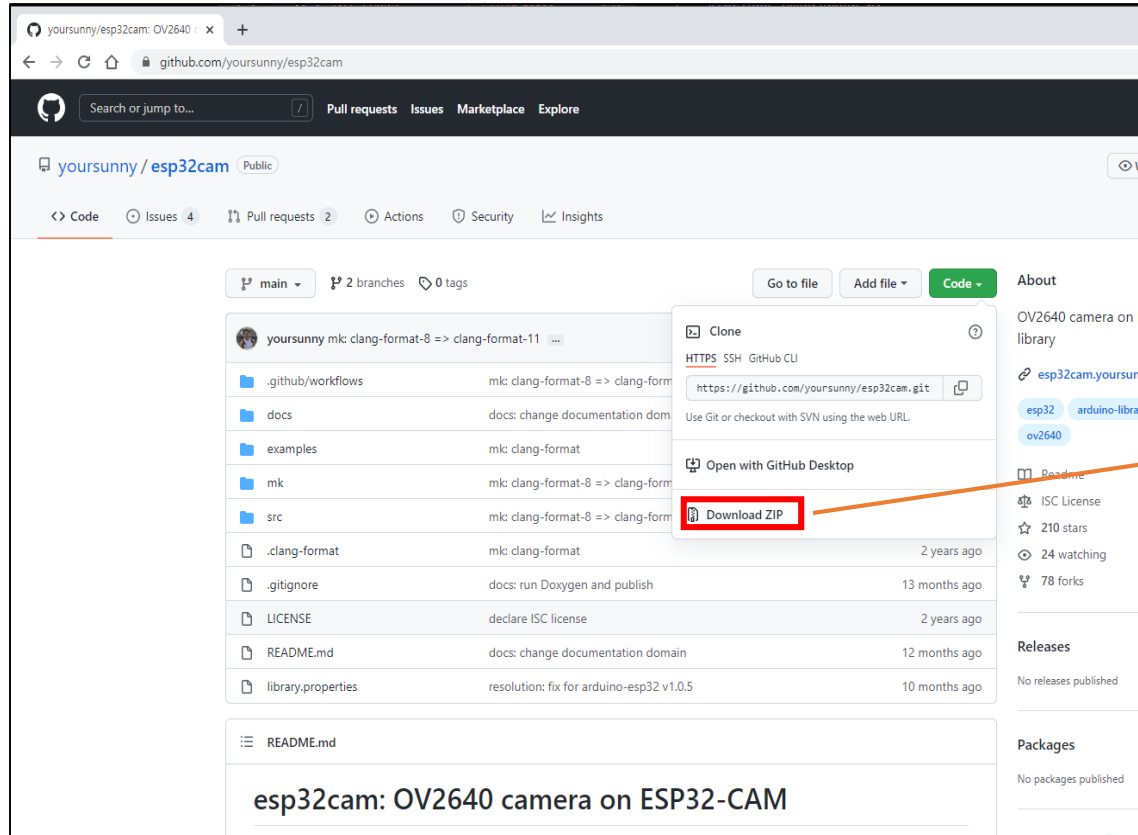 yoursunny/esp32cam: OV2640 c
github.com/yoursunny/esp32cam
Search or jump to... / Pull requests Issues Marketplace Explore
yoursunny / esp32cam Public
<> Code Issues 4 Pull requests 2 Actions Security Insights
main 2 branches 0 tags Go to file Add file Code
yoursunny mk: clang-format-8 => clang-format-11 ...
.github/workflows mk: clang-format-8 => clang-form
docs docs: change documentation dom
examples mk: clang-format
mk mk: clang-format-8 => clang-form
src mk: clang-format-8 => clang-form
.clang-format mk: clang-format 2 years ago
.gitignore docs: run Doxygen and publish 13 months ago
LICENSE declare ISC license 2 years ago
README.md docs: change documentation domain 12 months ago
library.properties resolution: fix for arduino-esp32 v1.0.5 10 months ago
Clone
HTTPS SSH GitHub CLI
https://github.com/yoursunny/esp32cam.git
Use Git or checkout with SVN using the web URL.
Open with GitHub Desktop
Download ZIP
README.md
esp32cam: OV2640 camera on ESP32-CAM
About
OV2640 camera on
library
esp32cam.yoursun
esp32 arduino-libra
ov2640
Readme
ISC License
210 stars
24 watching
78 forks
Releases
No releases published
Packages
No packages published